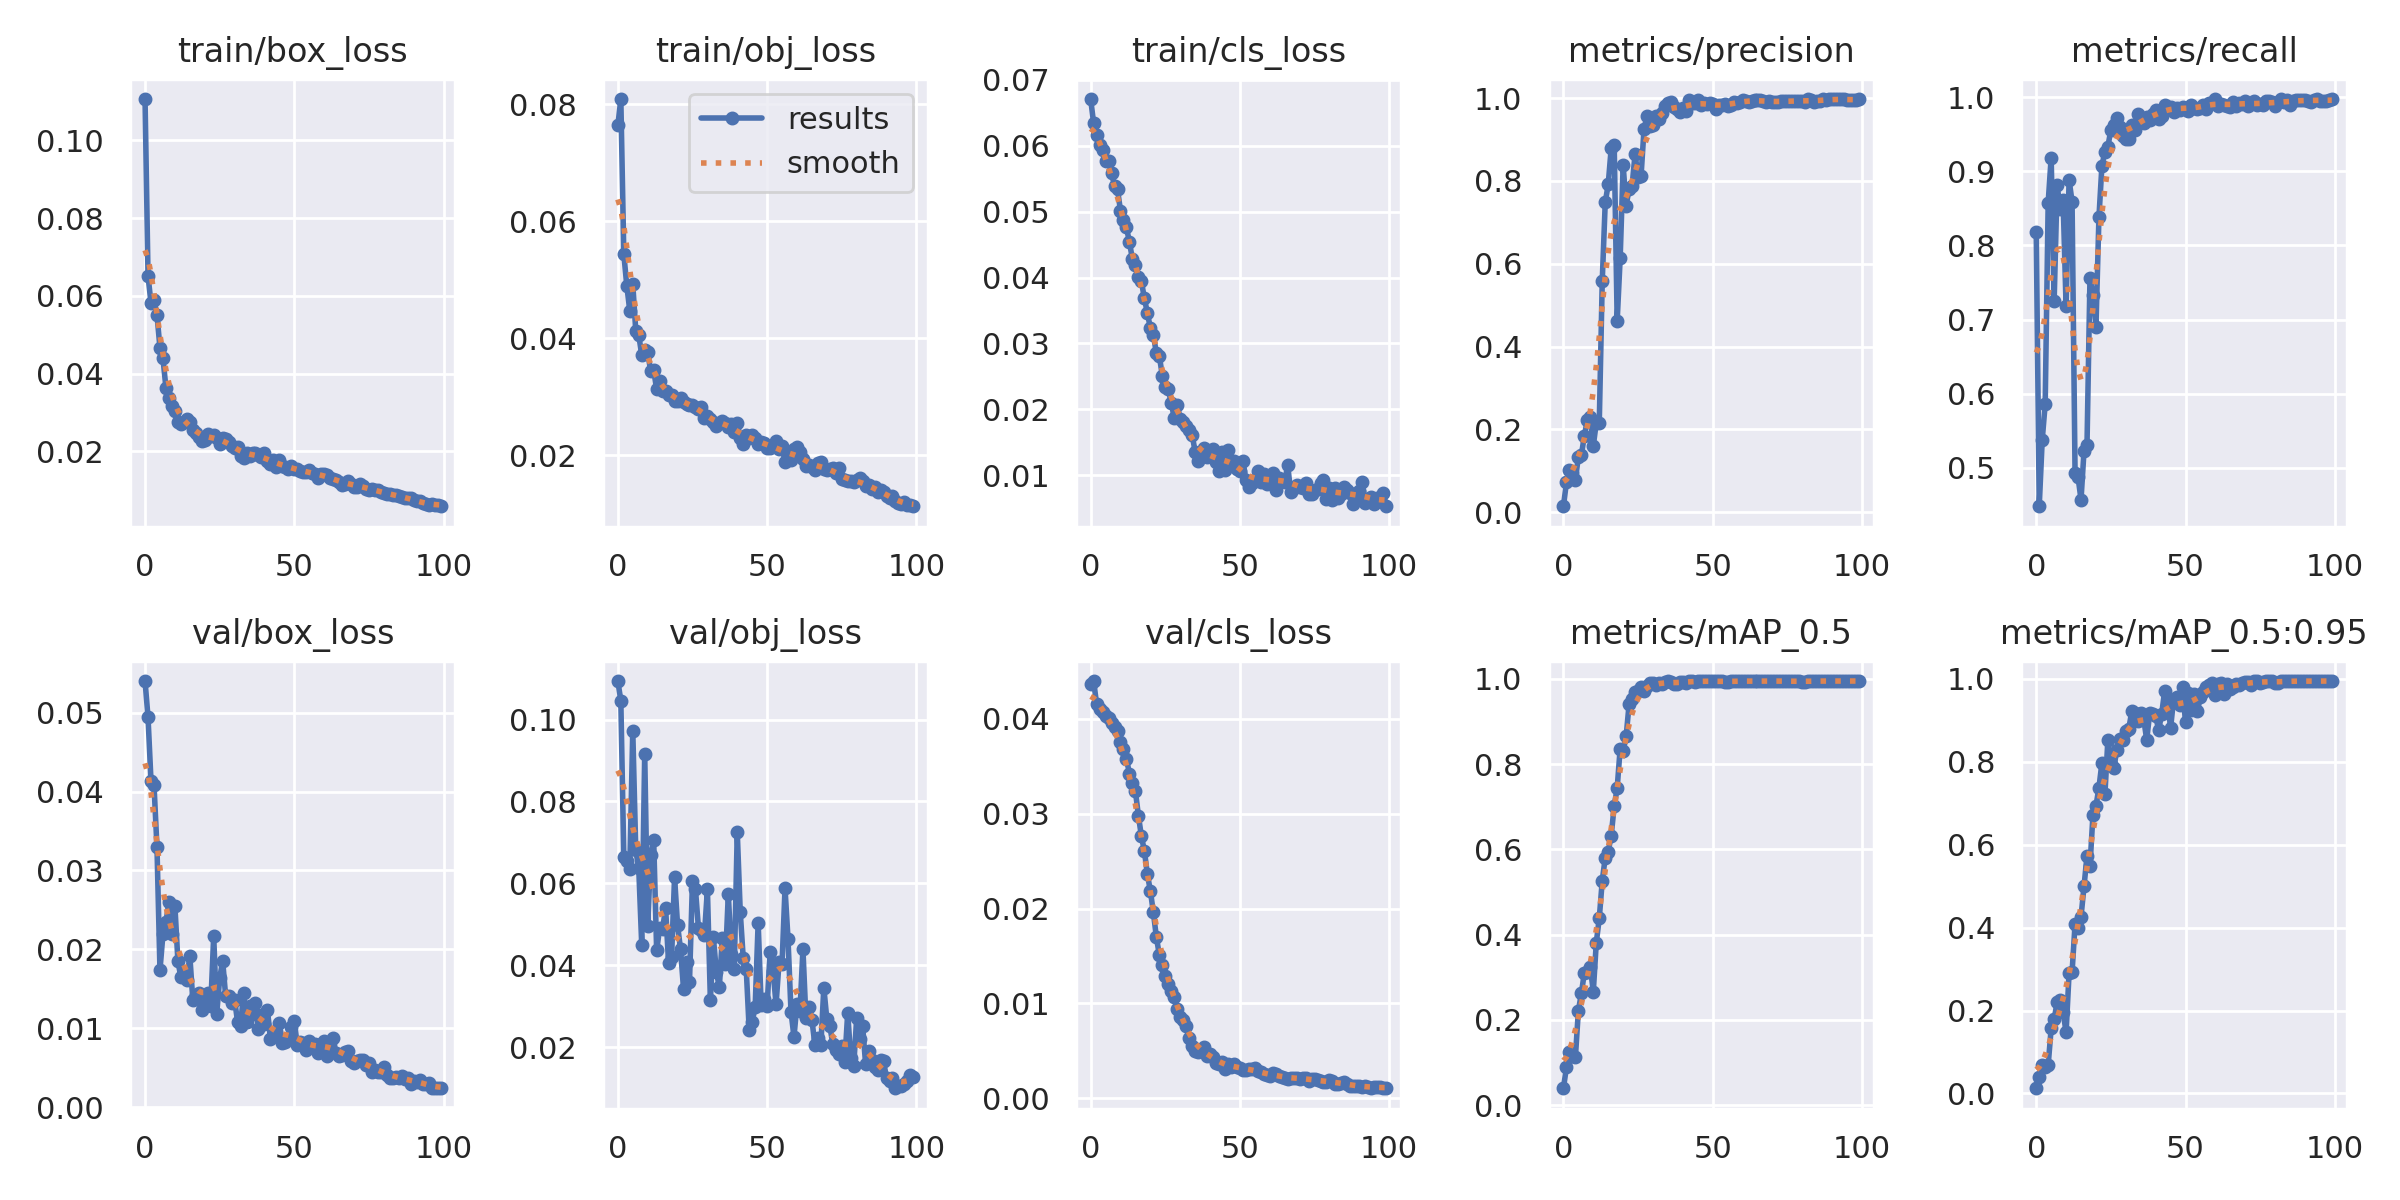 train/box_loss
0.10
0.08
0.06
0.04
0.02
0 50 100
train/obj_loss
results
smooth
0.08
0.06
0.04
0.02
0 50 100
train/cls_loss
0.07
0.06
0.05
0.04
0.03
0.02
0.01
0 50 100
metrics/precision
1.0
0.8
0.6
0.4
0.2
0.0
0 50 100
metrics/recall
1.0
0.9
0.8
0.7
0.6
0.5
0 50 100
val/box_loss
0.05
0.04
0.03
0.02
0.01
0.00
0 50 100
val/obj_loss
0.10
0.08
0.06
0.04
0.02
0 50 100
val/cls_loss
0.04
0.03
0.02
0.01
0.00
0 50 100
metrics/mAP_0.5
1.0
0.8
0.6
0.4
0.2
0.0
0 50 100
metrics/mAP_0.5:0.95
1.0
0.8
0.6
0.4
0.2
0.0
0 50 100